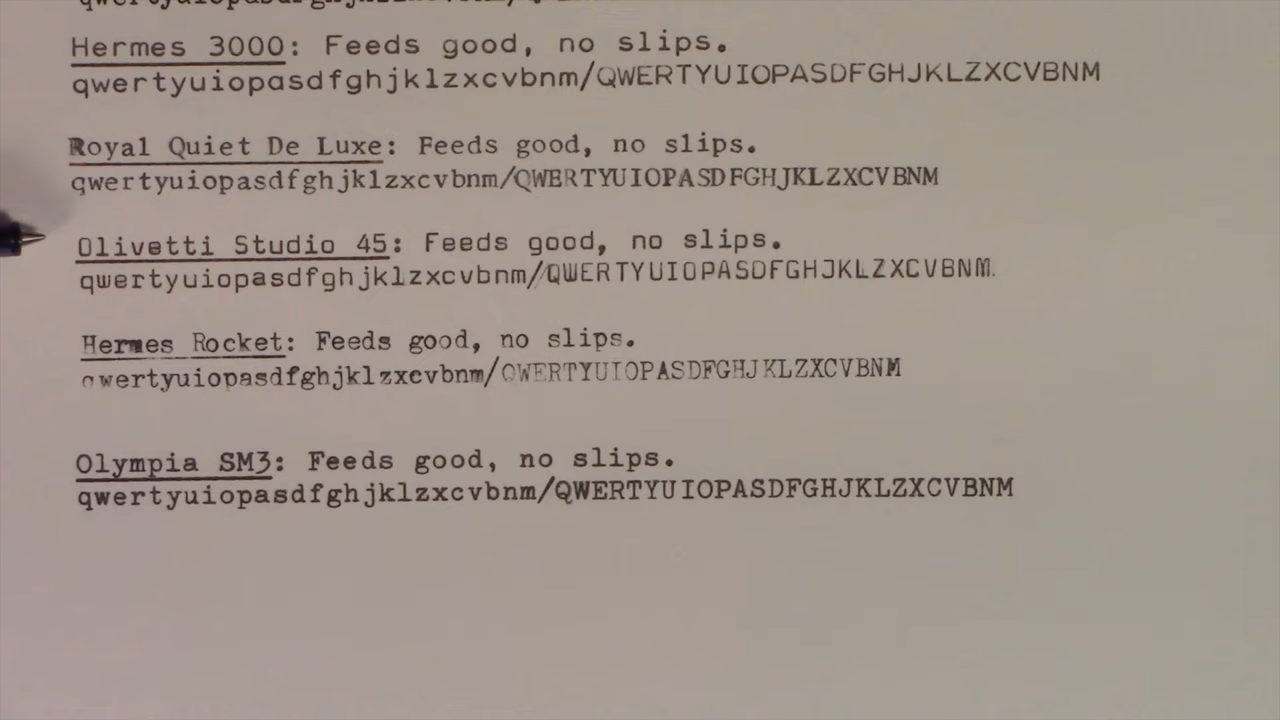 qwertyuiopasdfghjklzxcvbnm/Q
Hermes 3000: Feeds good, no slips.
qwertyuiopasdfghjklzxcvbnm/QWERTYUIOPASDFGHJKLZXCVBNM
Royal Quiet De Luxe: Feeds good, no slips.
qwertyuiopasdfghjklzxcvbnm/QWERTYUIOPASDFGHJKLZXCVBNM
Olivetti Studio 45: Feeds good, no slips.
qwertyuiopasdfghjklzxcvbnm/QWERTYUIOPASDFGHJKLZXCVBNM.
Hermes Rocket: Feeds good, no slips.
qwertyuiopasdfghjklzxcvbnm/QWERTYUIOPASDFGHJKLZXCVBNM
Olympia SM3: Feeds good, no slips.
qwertyuiopasdfghjklzxcvbnm/QWERTYUIOPASDFGHJKLZXCVBNM